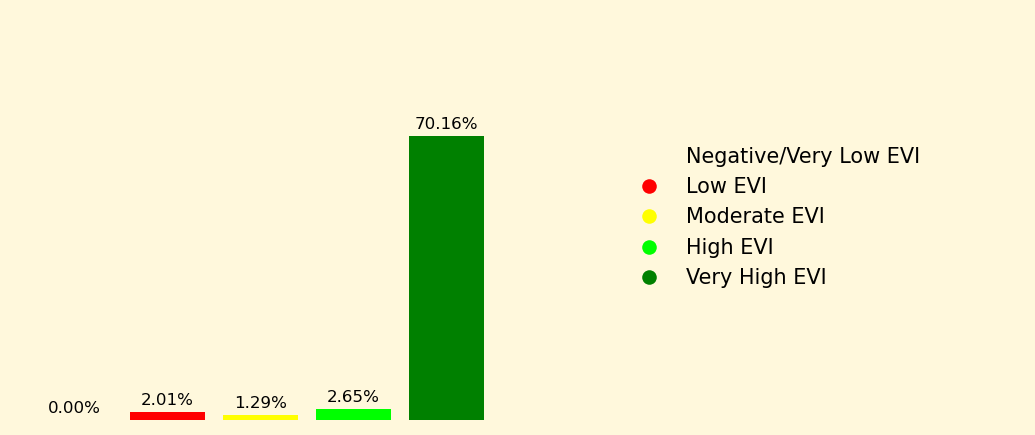 70.16%
0.00%
2.01%
1.29%
2.65%
Negative/Very Low EVI
Low EVI
Moderate EVI
High EVI
Very High EVI